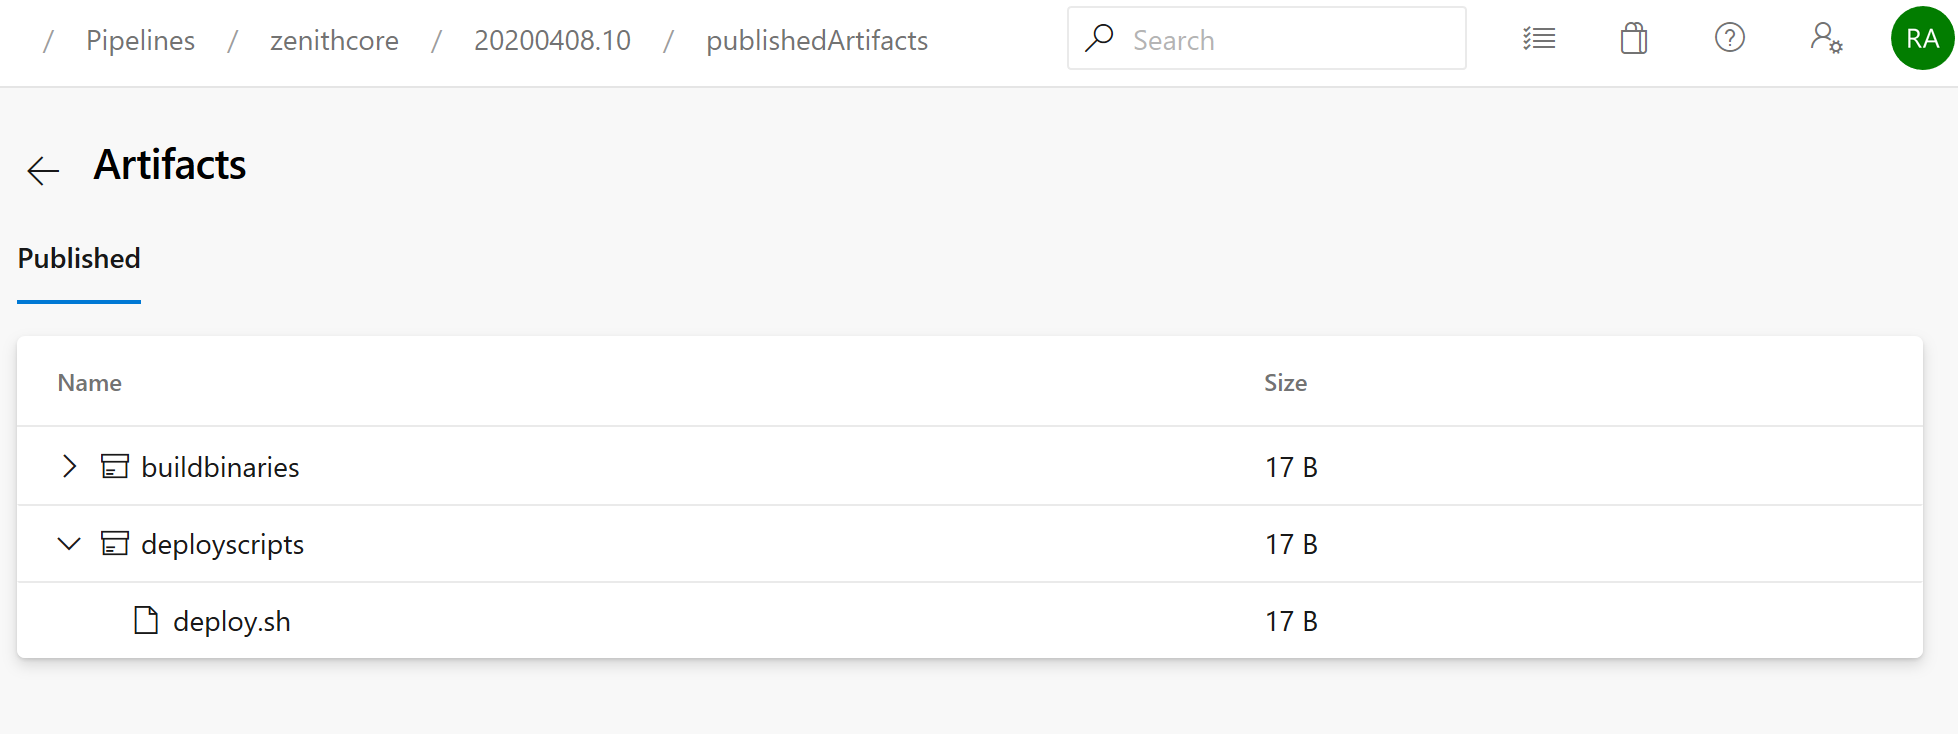 / Pipelines / zenithcore / 20200408.10 / publishedArtifacts Search RA
Artifacts
Published
Name Size
buildbinaries 17 B
deployscripts 17 B
deploy.sh 17 B